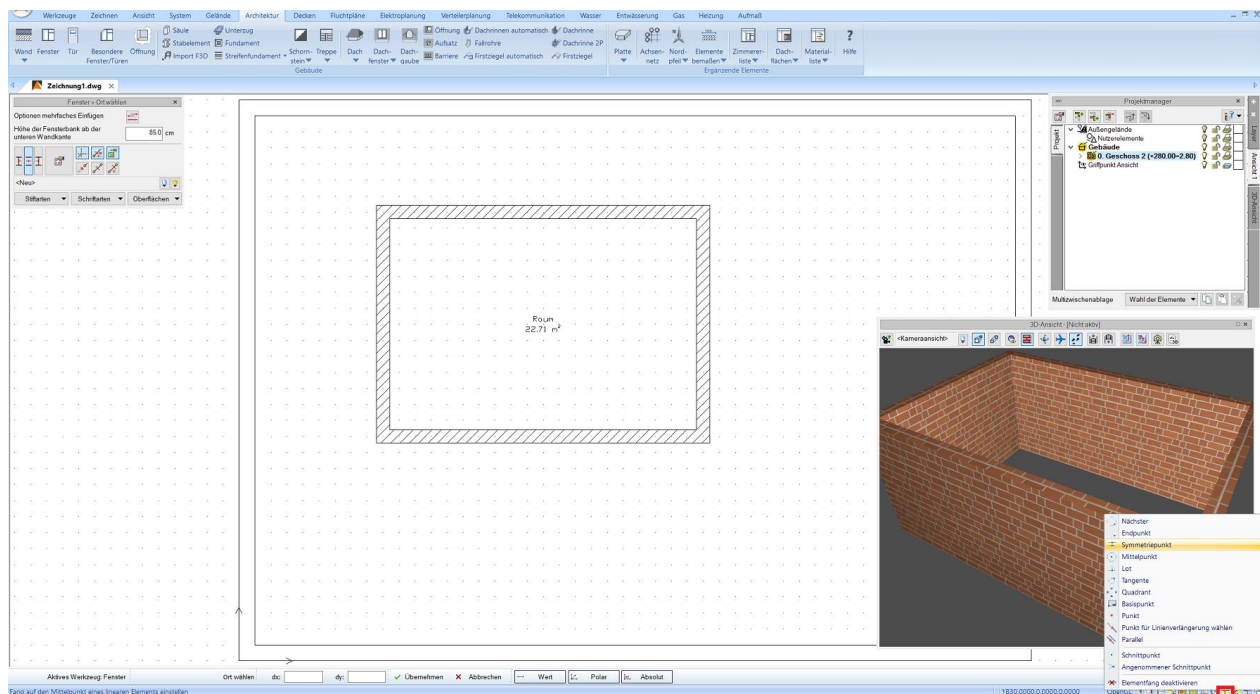 Werkzeuge Zeichnen Ansicht System Gelände Architektur Decken Fluchtpläne Elektroplanung Verteilerplanung Telekommunikation Wasser Entwässerung Gas Heizung Aufmaß
Säule Unterzug Öffnung Dachrinnen automatisch Dachrinne
Stabelement Fundament Aufsatz Fallrohre Dachrinne 2P
Import F3D Streifenfundament Barriere Firstziegel automatisch Firstziegel
Wand Fenster Tür Besondere Fenster/Türen Öffnung Schorn-stein Treppe Dach Dach-fenster Dach-gaube Platte Achsen-netz Nord-pfeil Elemente bemaßen Zimmerer-liste Dach-flächen Material-liste Hilfe
Gebäude Ergänzende Elemente
Zeichnung1.dwg
Fenster » Ort wählen
Optionen mehrfaches Einfügen
Höhe der Fensterbank ab der
unteren Wandkante 85.0 cm
<Neu>
Stiftarten Schriftarten Oberflächen
Projektmanager
Projekt
Außengelände
Nutzerelemente
Gebäude
0. Geschoss 2 (+280.00=2.80)
Griffpunkt Ansicht
Multizwischenablage Wahl der Elemente
Layer
Ansicht 1
3D-Ansicht
Raum
22.71 m²
3D-Ansicht - [Nicht aktiv]
<Kameraansicht>
Nächster
Endpunkt
Symmetriepunkt
Mittelpunkt
Lot
Tangente
Quadrant
Basispunkt
Punkt
Punkt für Linienverlängerung wählen
Parallel
Schnittpunkt
Angenommener Schnittpunkt
Elementfang deaktivieren
Aktives Werkzeug: Fenster Ort wählen dx: dy: Übernehmen Abbrechen Wert Polar Absolut
Fang auf den Mittelpunkt eines linearen Elements einstellen